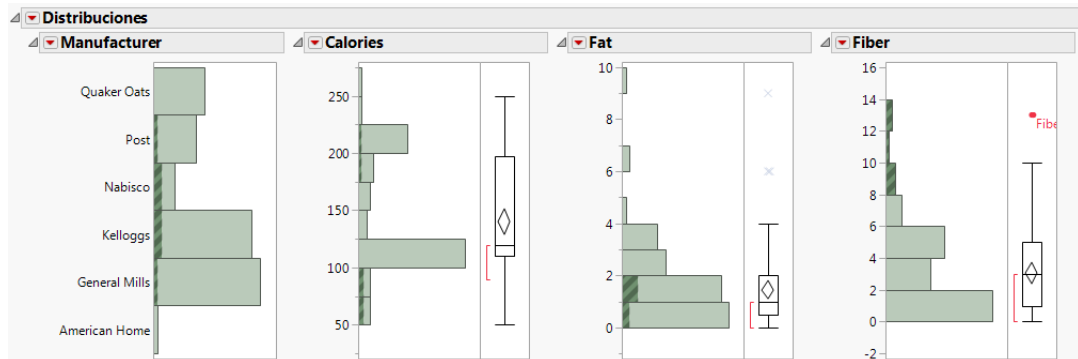 Distribuciones
Manufacturer
Quaker Oats
Post
Nabisco
Kelloggs
General Mills
American Home
Calories
250
200
150
100
50
Fat
10
8
6
4
2
0
Fiber
16
14
12
10
8
6
4
2
0
-2
Fibe